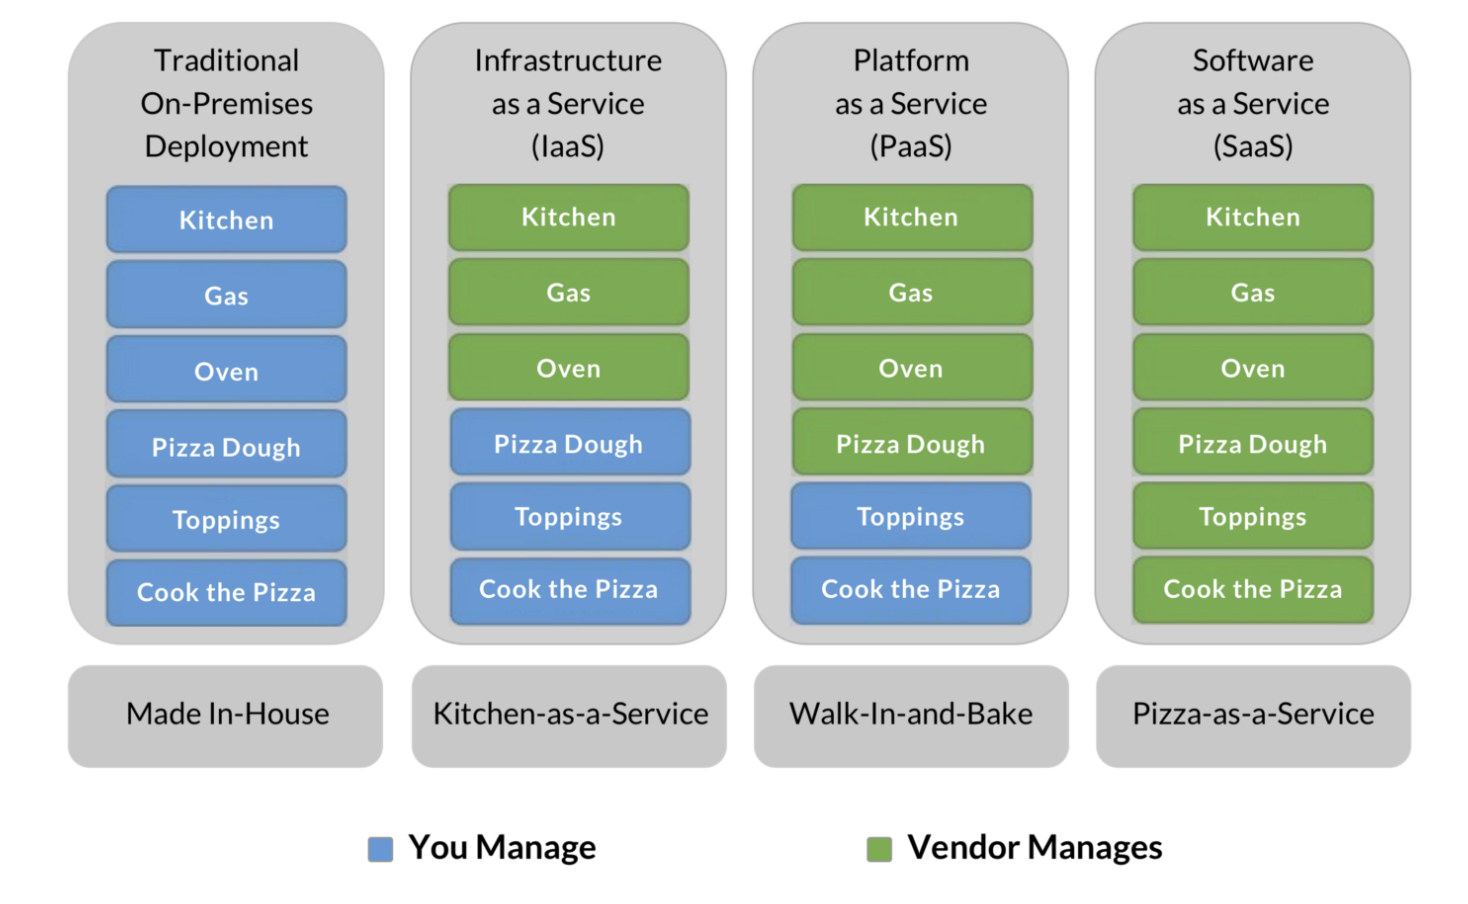 Traditional
On-Premises
Deployment
Kitchen
Gas
Oven
Pizza Dough
Toppings
Cook the Pizza
Made In-House
Infrastructure
as a Service
(IaaS)
Kitchen
Gas
Oven
Pizza Dough
Toppings
Cook the Pizza
Kitchen-as-a-Service
Platform
as a Service
(PaaS)
Kitchen
Gas
Oven
Pizza Dough
Toppings
Cook the Pizza
Walk-In-and-Bake
Software
as a Service
(SaaS)
Kitchen
Gas
Oven
Pizza Dough
Toppings
Cook the Pizza
Pizza-as-a-Service
You Manage
Vendor Manages